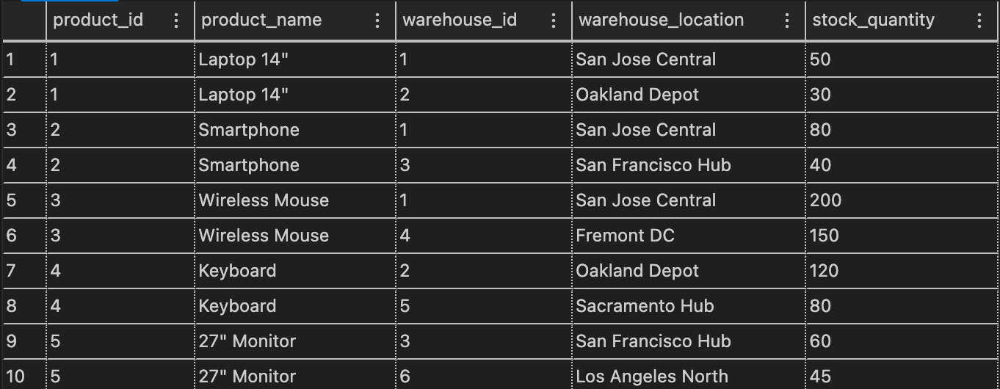 product_id product_name warehouse_id warehouse_location stock_quantity
1 1 Laptop 14" 1 San Jose Central 50
2 1 Laptop 14" 2 Oakland Depot 30
3 2 Smartphone 1 San Jose Central 80
4 2 Smartphone 3 San Francisco Hub 40
5 3 Wireless Mouse 1 San Jose Central 200
6 3 Wireless Mouse 4 Fremont DC 150
7 4 Keyboard 2 Oakland Depot 120
8 4 Keyboard 5 Sacramento Hub 80
9 5 27" Monitor 3 San Francisco Hub 60
10 5 27" Monitor 6 Los Angeles North 45